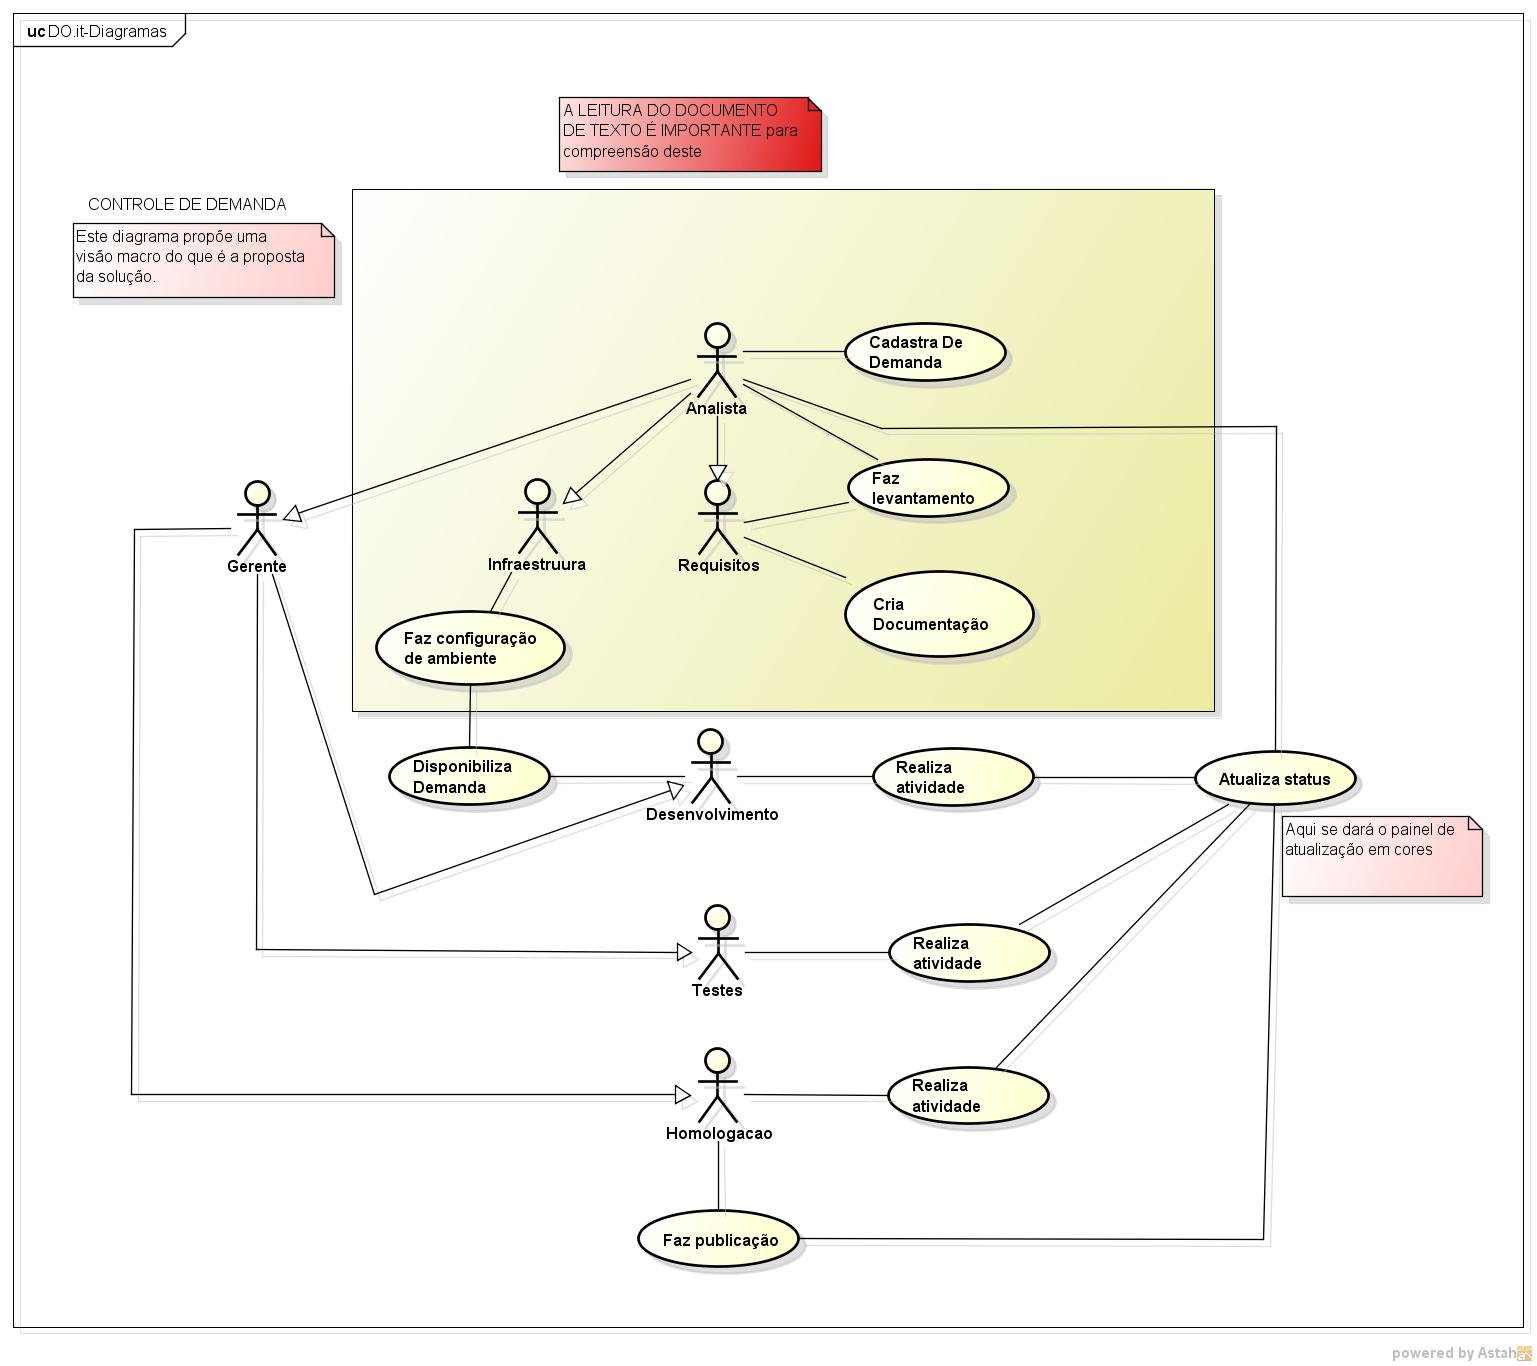 uc DO.it-Diagramas
A LEITURA DO DOCUMENTO
DE TEXTO É IMPORTANTE para
compreensão deste
CONTROLE DE DEMANDA
Este diagrama propõe uma
visão macro do que é a proposta
da solução.
Cadastra De
Demanda
Analista
Faz
levantamento
Gerente
Infraestruura
Requisitos
Cria
Documentação
Faz configuração
de ambiente
Disponibiliza
Demanda
Desenvolvimento
Realiza
atividade
Atualiza status
Aqui se dará o painel de
atualização em cores
Testes
Realiza
atividade
Homologacao
Realiza
atividade
Faz publicação
powered by Astah